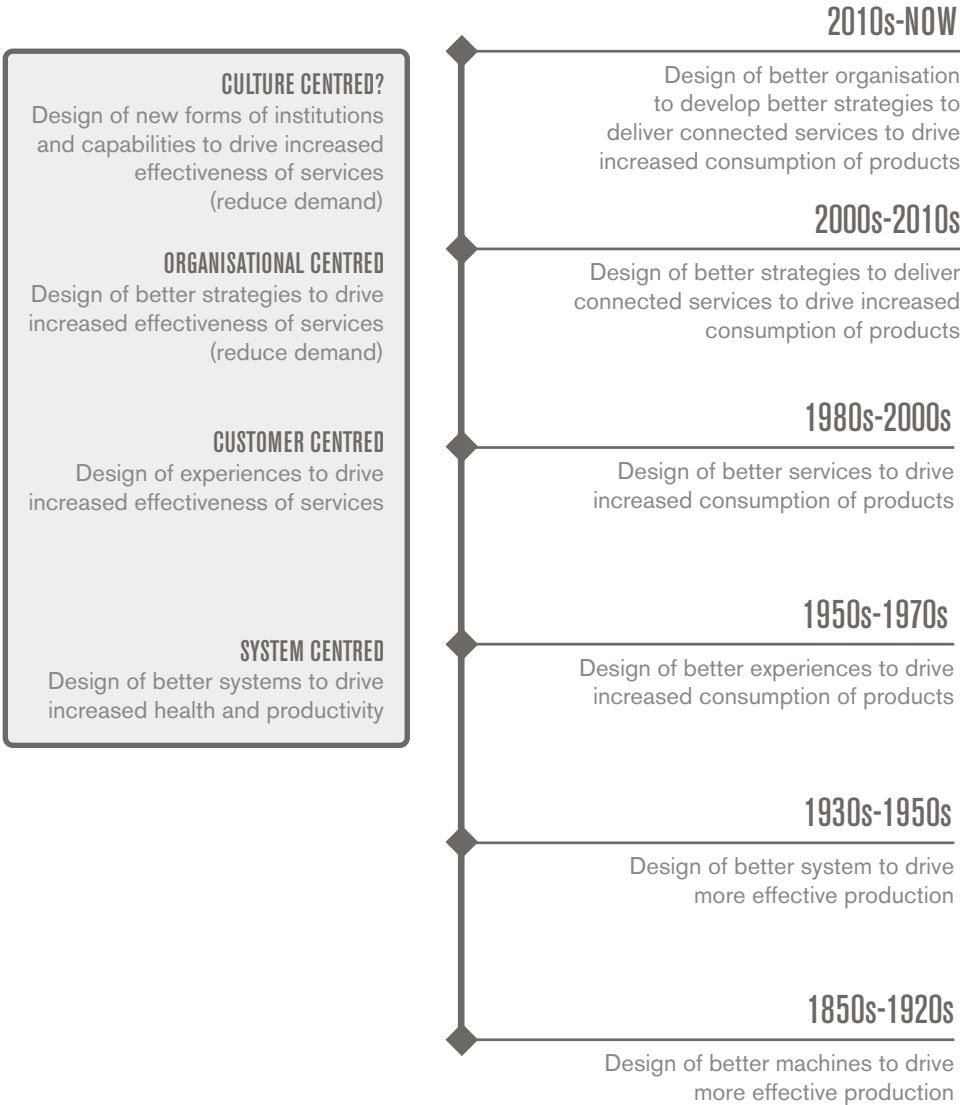 CULTURE CENTRED?
Design of new forms of institutions
and capabilities to drive increased
effectiveness of services
(reduce demand)
ORGANISATIONAL CENTRED
Design of better strategies to drive
increased effectiveness of services
(reduce demand)
CUSTOMER CENTRED
Design of experiences to drive
increased effectiveness of services
SYSTEM CENTRED
Design of better systems to drive
increased health and productivity
2010s-NOW
Design of better organisation
to develop better strategies to
deliver connected services to drive
increased consumption of products
2000s-2010s
Design of better strategies to deliver
connected services to drive increased
consumption of products
1980s-2000s
Design of better services to drive
increased consumption of products
1950s-1970s
Design of better experiences to drive
increased consumption of products
1930s-1950s
Design of better system to drive
more effective production
1850s-1920s
Design of better machines to drive
more effective production